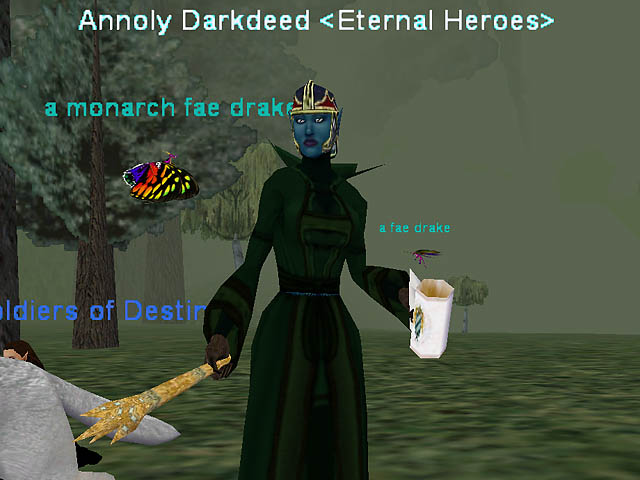 Annoly Darkdeed <Eternal Heroes>
a monarch fae drake
a fae drake
oldiers of Destin